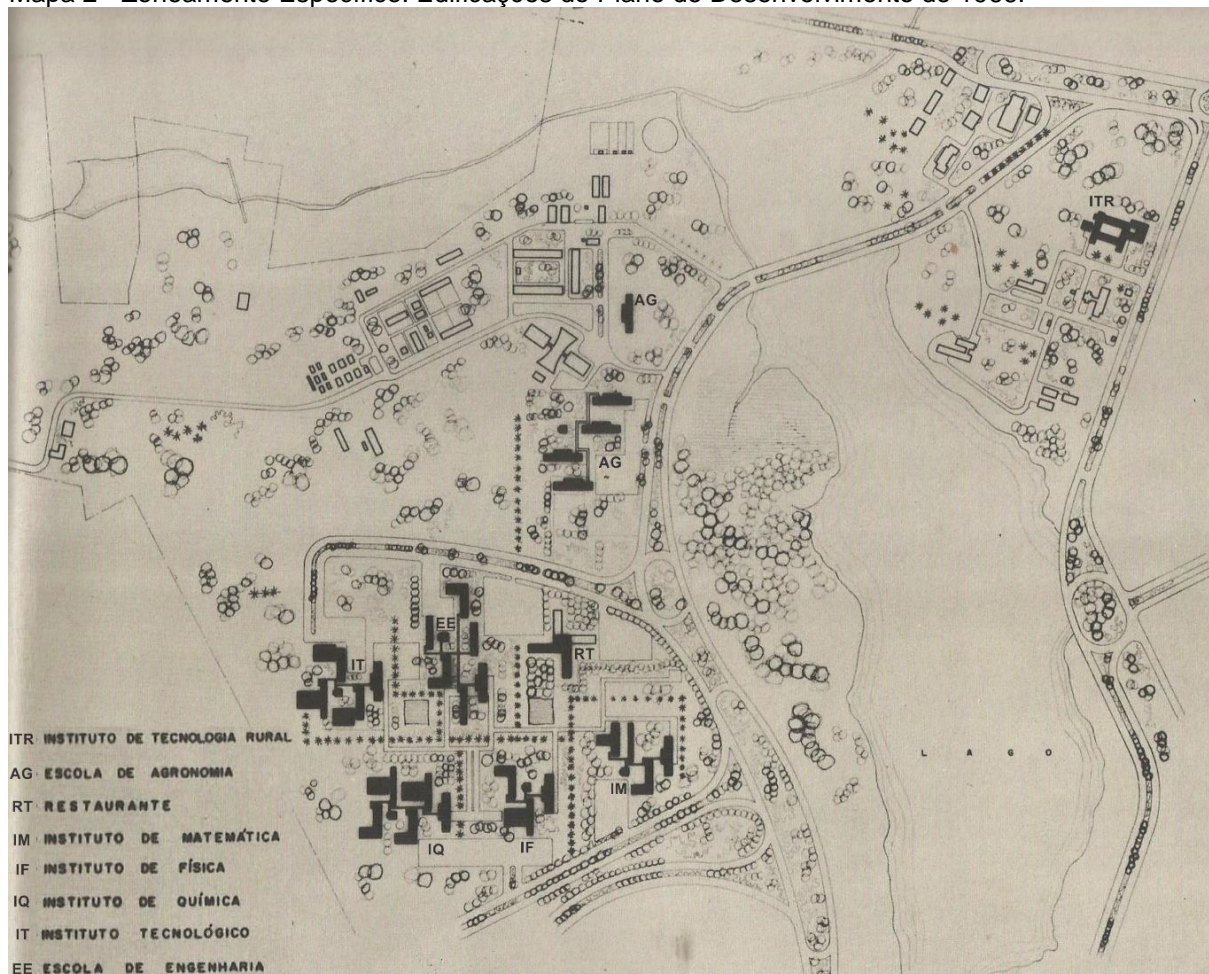 Mapa 2 - Zoneamento Específico: Edificações do Plano de Desenvolvimento de
ITR
AG
AG
EE
RT
IT
LAGO
IM
IQ
IF
ITR INSTITUTO DE TECNOLOGIA RURAL
AG ESCOLA DE AGRONOMIA
RT RESTAURANTE
IM INSTITUTO DE MATEMÁTICA
IF INSTITUTO DE FÍSICA
IQ INSTITUTO DE QUÍMICA
IT INSTITUTO TECNOLÓGICO
EE ESCOLA DE ENGENHARIA